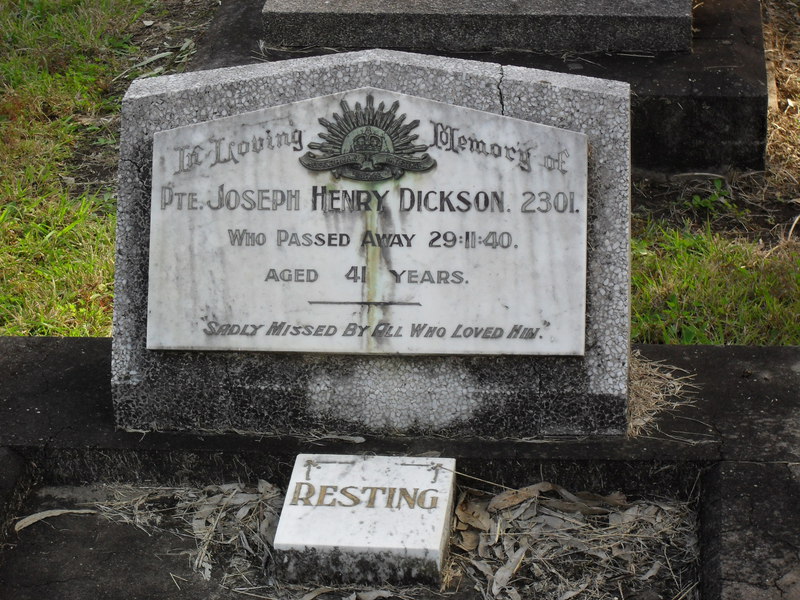 In Loving Memory of
PTE. JOSEPH HENRY DICKSON. 2301.
WHO PASSED AWAY 29:11:40.
AGED 41 YEARS.
"SADLY MISSED BY ALL WHO LOVED HIM."
RESTING